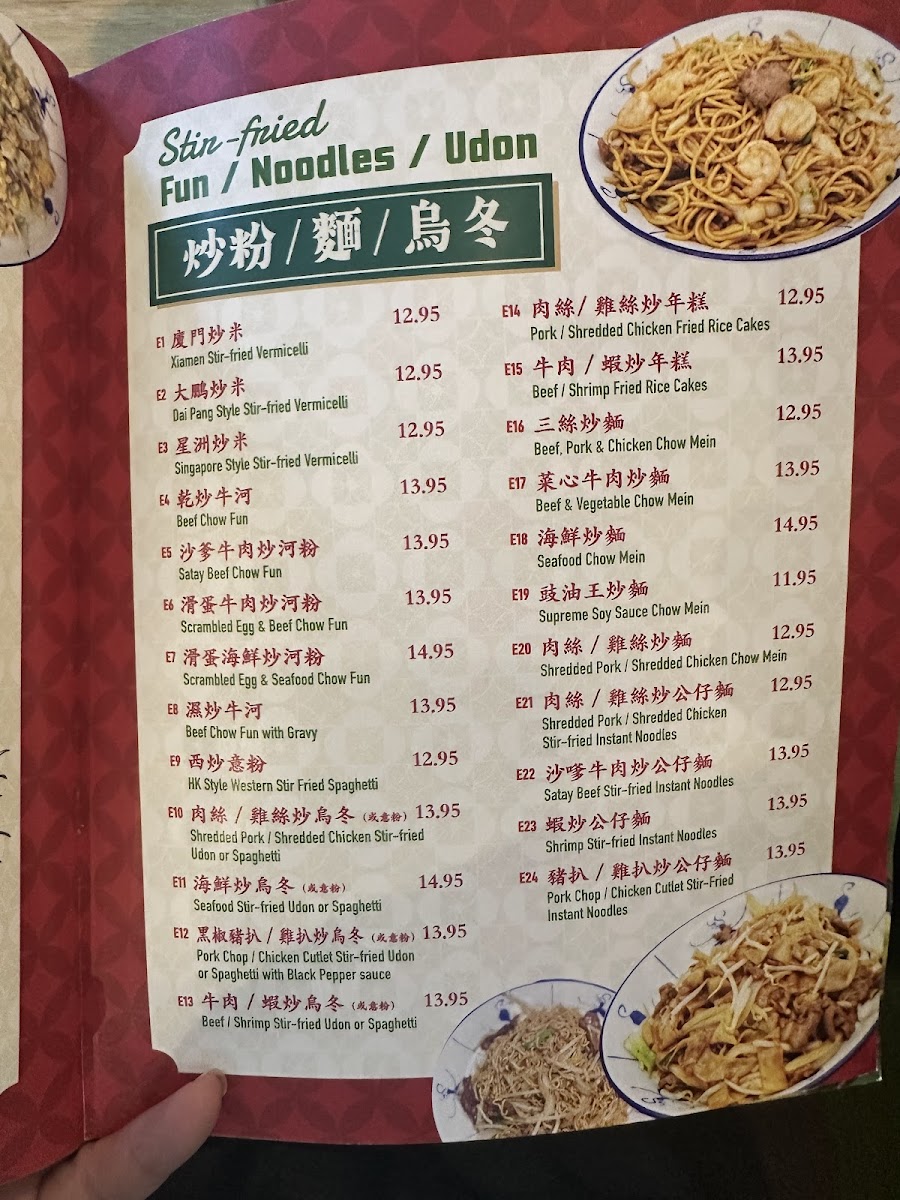 Stir-fried
Fun / Noodles / Udon
炒粉/麵/烏冬
E1 廈門炒米 12.95
Xiamen Stir-fried Vermicelli
E2 大鵬炒米 12.95
Dai Pang Style Stir-fried Vermicelli
E3 星洲炒米 12.95
Singapore Style Stir-fried Vermicelli
E4 乾炒牛河 13.95
Beef Chow Fun
E5 沙爹牛肉炒河粉 13.95
Satay Beef Chow Fun
E6 滑蛋牛肉炒河粉 13.95
Scrambled Egg & Beef Chow Fun
E7 滑蛋海鮮炒河粉 14.95
Scrambled Egg & Seafood Chow Fun
E8 濕炒牛河 13.95
Beef Chow Fun with Gravy
E9 西炒意粉 12.95
HK Style Western Stir Fried Spaghetti
E10 肉絲 / 雞絲炒烏冬 (或意粉) 13.95
Shredded Pork / Shredded Chicken Stir-fried
Udon or Spaghetti
E11 海鮮炒烏冬 (或意粉) 14.95
Seafood Stir-fried Udon or Spaghetti
E12 黑椒豬扒 / 雞扒炒烏冬 (或意粉) 13.95
Pork Chop / Chicken Cutlet Stir-fried Udon
or Spaghetti with Black Pepper sauce
E13 牛肉 / 蝦炒烏冬 (或意粉) 13.95
Beef / Shrimp Stir-fried Udon or Spaghetti
E14 肉絲/ 雞絲炒年糕 12.95
Pork / Shredded Chicken Fried Rice Cakes
E15 牛肉 / 蝦炒年糕 13.95
Beef / Shrimp Fried Rice Cakes
E16 三絲炒麵 12.95
Beef, Pork & Chicken Chow Mein
E17 菜心牛肉炒麵 13.95
Beef & Vegetable Chow Mein
E18 海鮮炒麵 14.95
Seafood Chow Mein
E19 豉油王炒麵 11.95
Supreme Soy Sauce Chow Mein
E20 肉絲 / 雞絲炒麵 12.95
Shredded Pork / Shredded Chicken Chow Mein
E21 肉絲 / 雞絲炒公仔麵 12.95
Shredded Pork / Shredded Chicken
Stir-fried Instant Noodles
E22 沙嗲牛肉炒公仔麵 13.95
Satay Beef Stir-fried Instant Noodles
E23 蝦炒公仔麵 13.95
Shrimp Stir-fried Instant Noodles
E24 豬扒 / 雞扒炒公仔麵 13.95
Pork Chop / Chicken Cutlet Stir-Fried
Instant Noodles